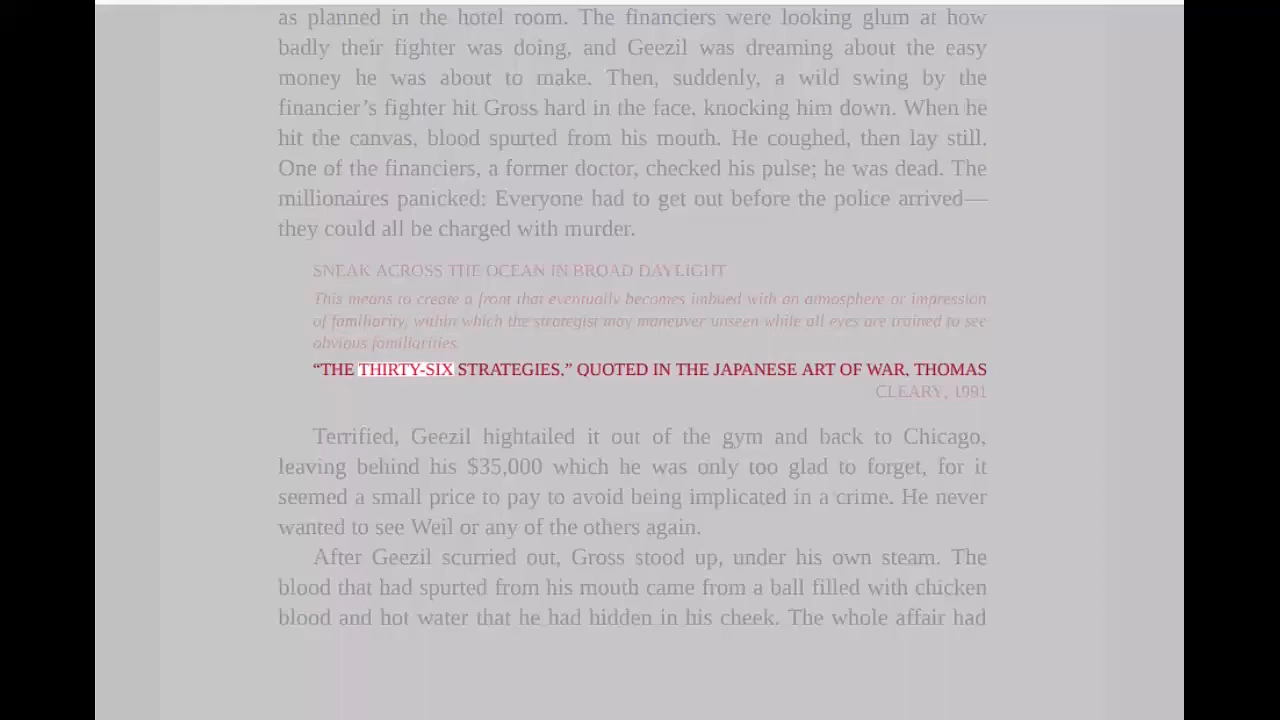 as planned in the hotel room. The financiers were looking glum at how
badly their fighter was doing, and Geezil was dreaming about the easy
money he was about to make. Then, suddenly, a wild swing by the
financier’s fighter hit Gross hard in the face, knocking him down. When he
hit the canvas, blood spurted from his mouth. He coughed, then lay still.
One of the financiers, a former doctor, checked his pulse; he was dead. The
millionaires panicked: Everyone had to get out before the police arrived—
they could all be charged with murder.
SNEAK ACROSS THE OCEAN IN BROAD DAYLIGHT
This means to create a front that eventually becomes imbued with an atmosphere or impression
of familiarity, within which the strategist may maneuver unseen while all eyes are trained to see
obvious familiarities.
“THE THIRTY-SIX STRATEGIES,” QUOTED IN THE JAPANESE ART OF WAR, THOMAS
CLEARY, 1991
Terrified, Geezil hightailed it out of the gym and back to Chicago,
leaving behind his $35,000 which he was only too glad to forget, for it
seemed a small price to pay to avoid being implicated in a crime. He never
wanted to see Weil or any of the others again.
After Geezil scurried out, Gross stood up, under his own steam. The
blood that had spurted from his mouth came from a ball filled with chicken
blood and hot water that he had hidden in his cheek. The whole affair had